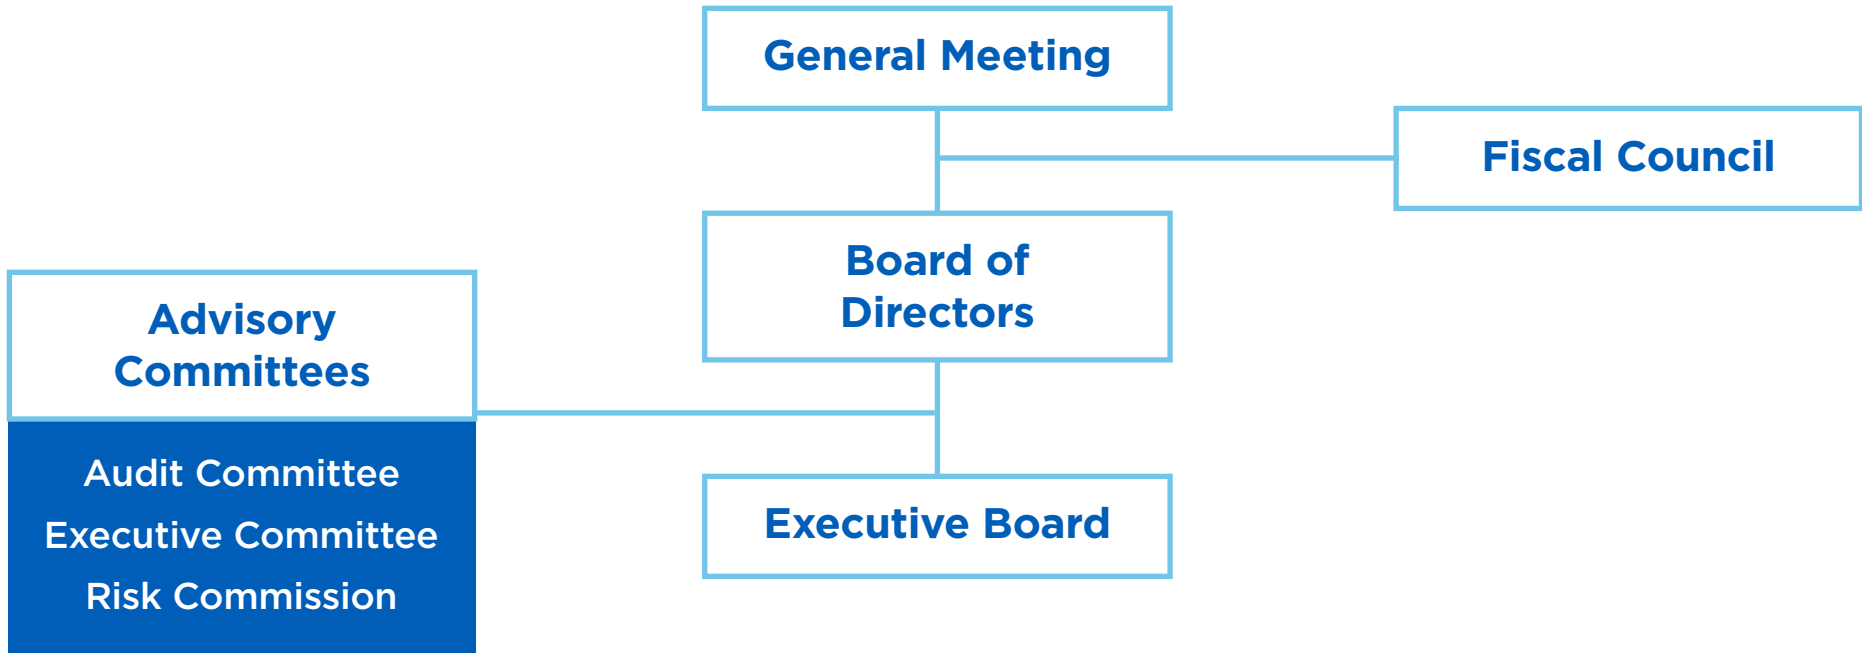 General Meeting
Fiscal Council
Board of
Directors
Advisory
Committees
Audit Committee
Executive Committee
Risk Commission
Executive Board